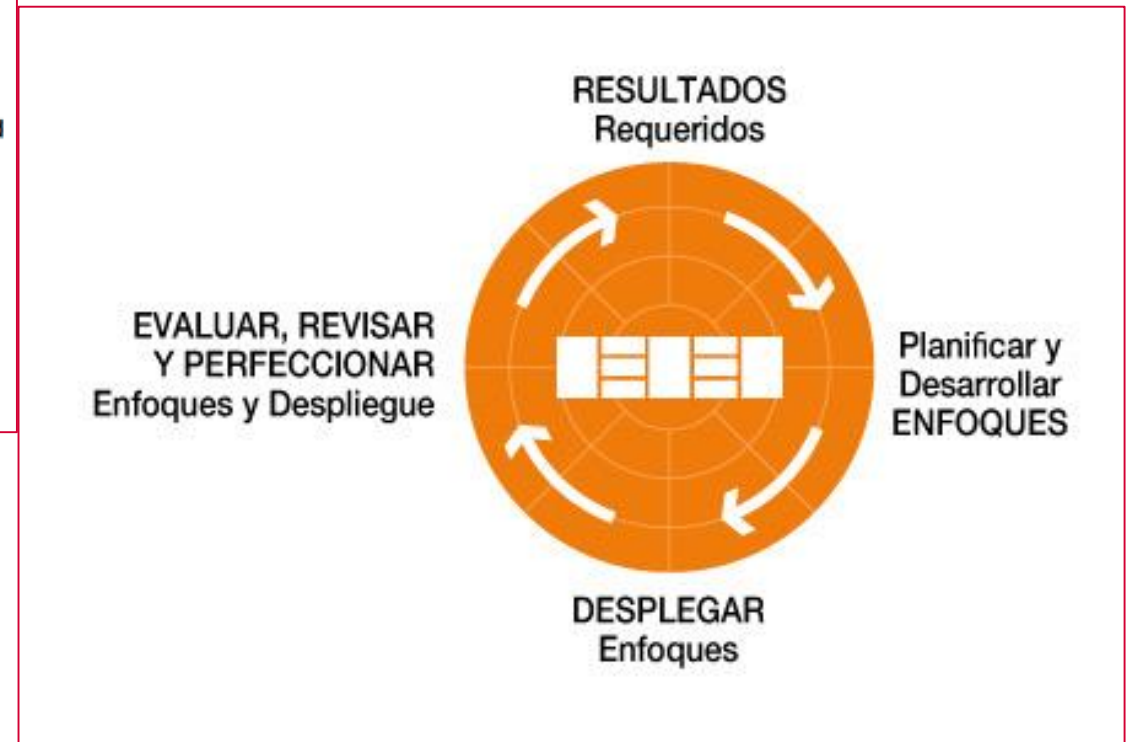 RESULTADOS
Requeridos
EVALUAR, REVISAR
Y PERFECCIONAR
Enfoques y Despliegue
Planificar y
Desarrollar
ENFOQUES
DESPLEGAR
Enfoques